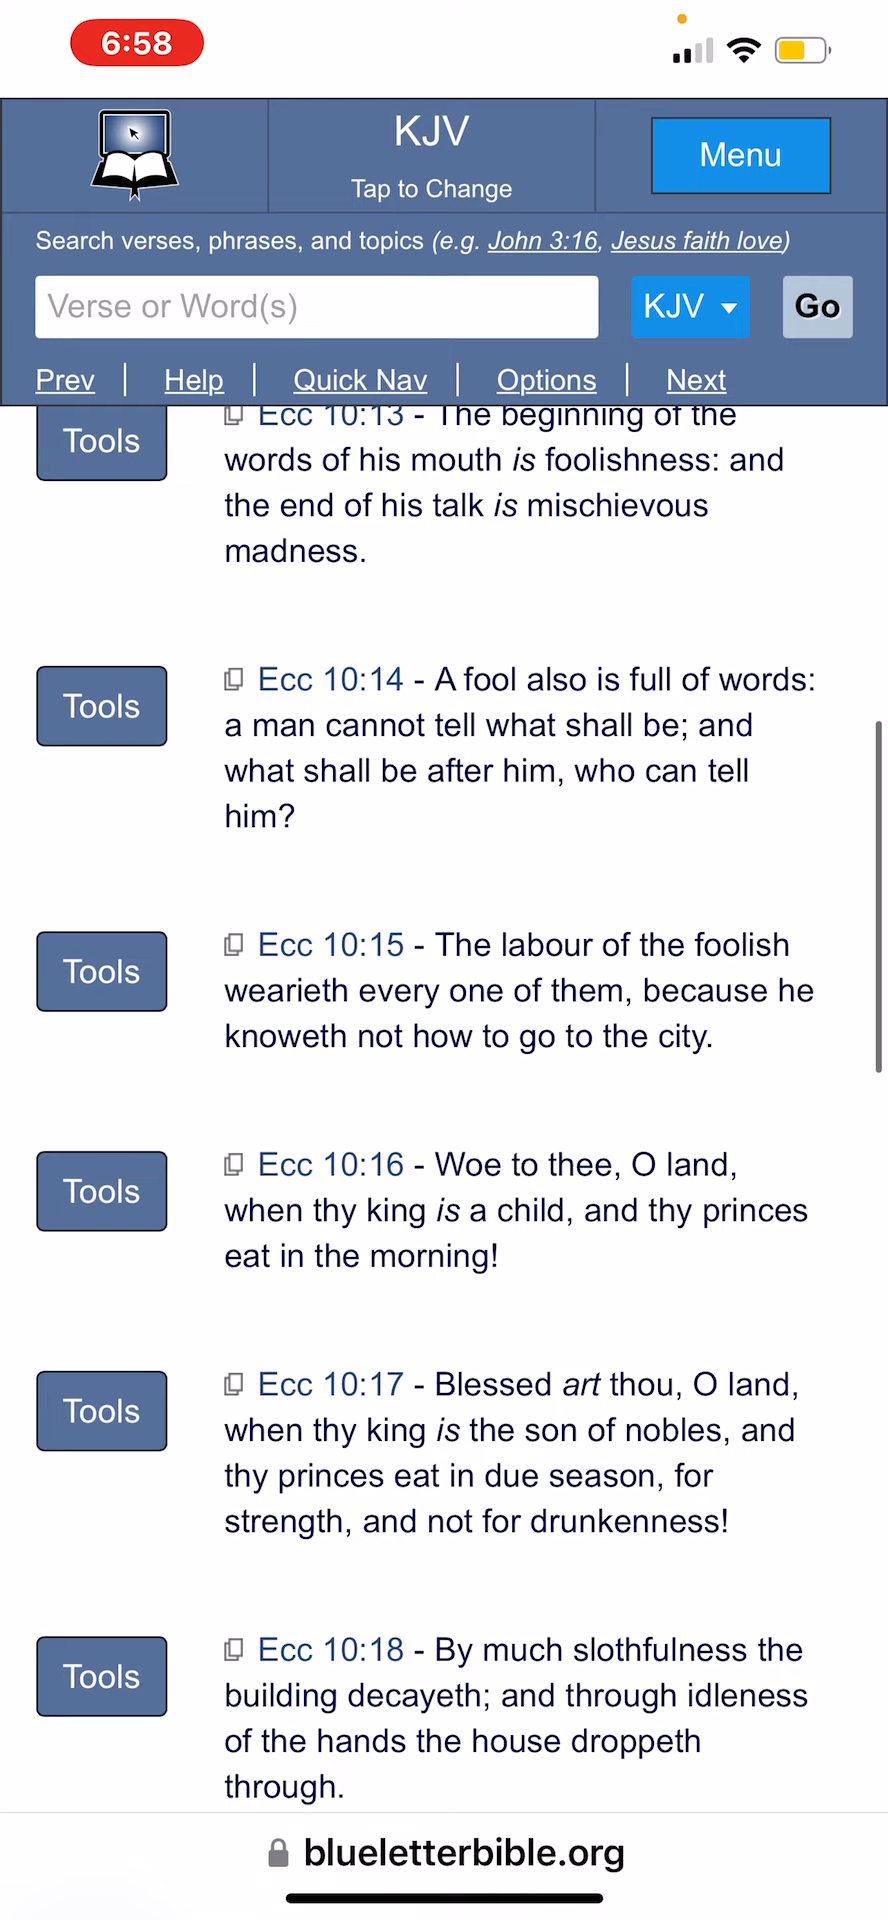 6:58
KJV
Tap to Change
Menu
Search verses, phrases, and topics (e.g. John 3:16, Jesus faith love)
Verse or Word(s)
KJV
Go
Prev | Help | Quick Nav | Options | Next
Tools
Ecc 10:13 - The beginning of the
words of his mouth is foolishness: and
the end of his talk is mischievous
madness.
Tools
Ecc 10:14 - A fool also is full of words:
a man cannot tell what shall be; and
what shall be after him, who can tell
him?
Tools
Ecc 10:15 - The labour of the foolish
wearieth every one of them, because he
knoweth not how to go to the city.
Tools
Ecc 10:16 - Woe to thee, O land,
when thy king is a child, and thy princes
eat in the morning!
Tools
Ecc 10:17 - Blessed art thou, O land,
when thy king is the son of nobles, and
thy princes eat in due season, for
strength, and not for drunkenness!
Tools
Ecc 10:18 - By much slothfulness the
building decayeth; and through idleness
of the hands the house droppeth
through.
blueletterbible.org